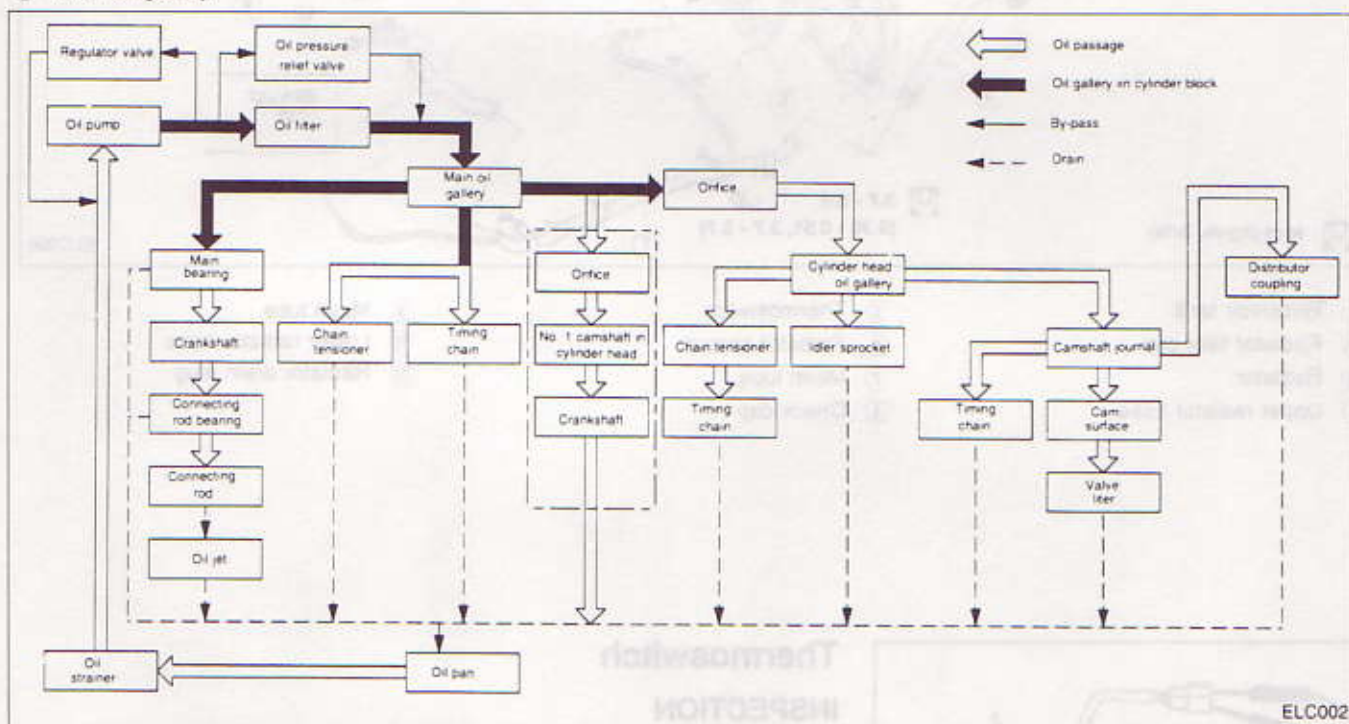 Regulator valve
Oil pressure
relief valve
Oil passage
Oil gallery in cylinder block
By-pass
Drain
Oil pump
Oil filter
Main oil
gallery
Orifice
Main
bearing
Orifice
Cylinder head
oil gallery
Distributor
coupling
Crankshaft
Chain
tensioner
Timing
chain
No. 1 camshaft in
cylinder head
Chain tensioner
Idler sprocket
Camshaft journal
Connecting
rod bearing
Crankshaft
Timing
chain
Timing
chain
Cam
surface
Connecting
rod
Valve
lifter
Oil jet
Oil
strainer
Oil pan
Thermoswitch
INSPECTION
ELC002